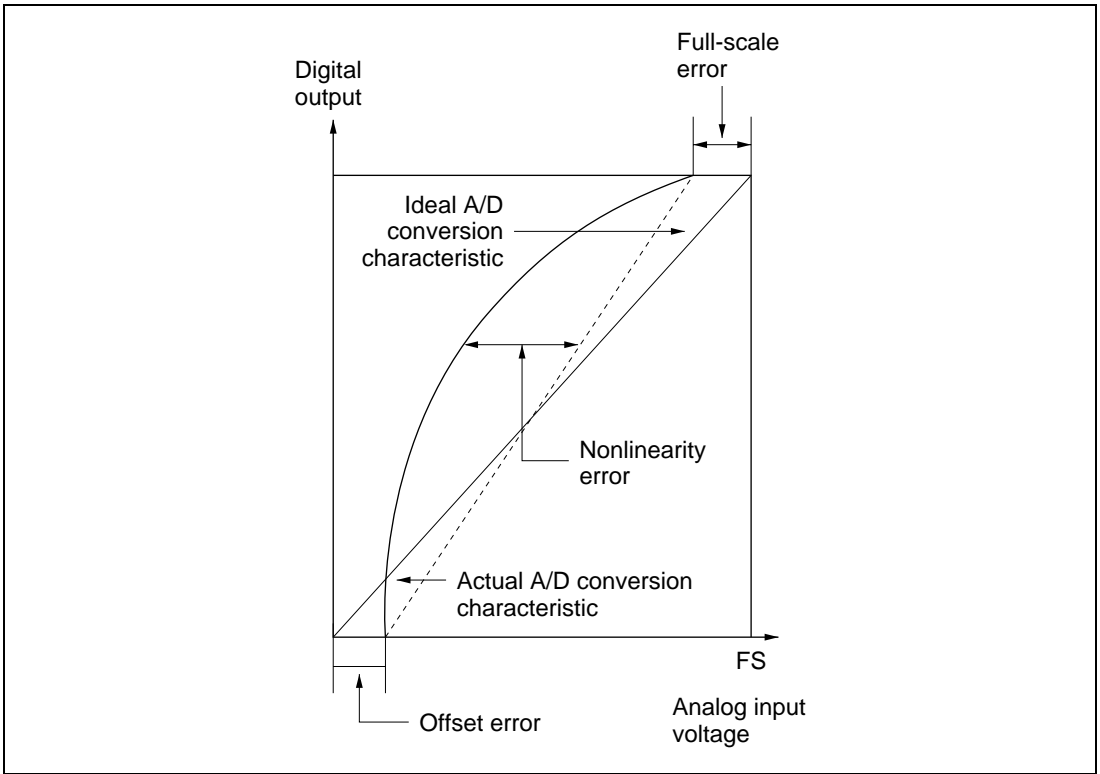 Full-scale
error
Digital
output
Ideal A/D
conversion
characteristic
Nonlinearity
error
Actual A/D conversion
characteristic
FS
Offset error
Analog input
voltage